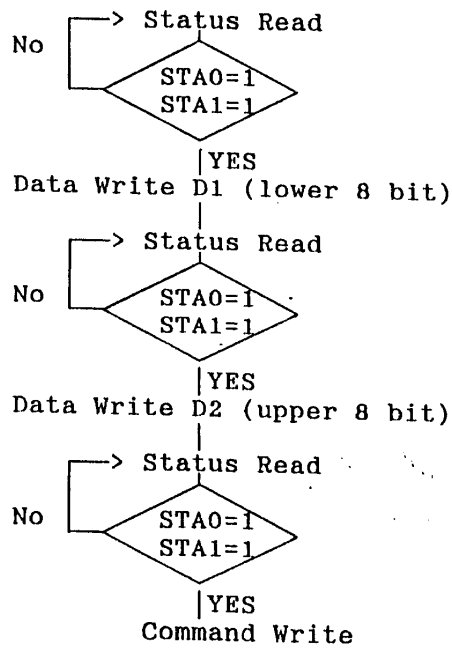 Status Read
No
STA0=1
STA1=1
YES
Data Write D1 (lower 8 bit)
Status Read
No
STA0=1
STA1=1
YES
Data Write D2 (upper 8 bit)
Status Read
No
STA0=1
STA1=1
YES
Command Write